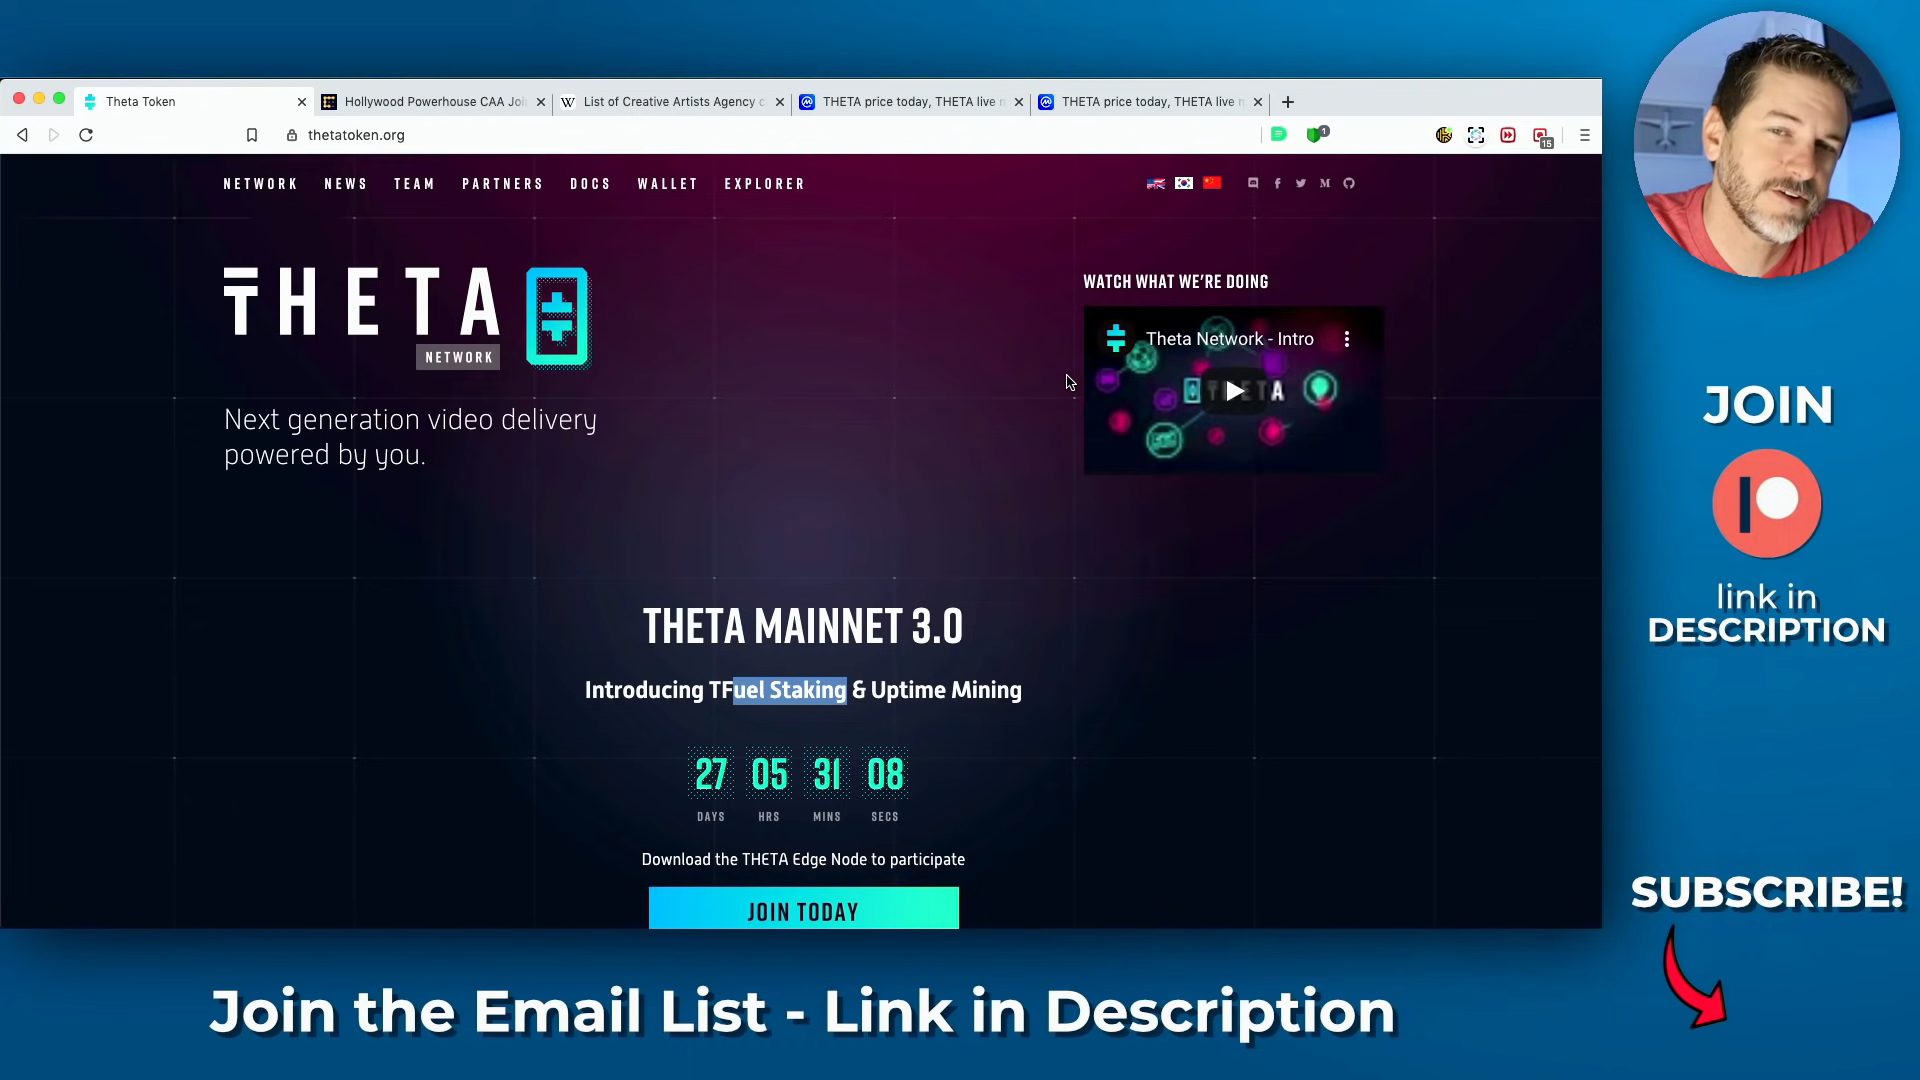 Theta Token
Hollywood Powerhouse CAA Joi
List of Creative Artists Agency c
THETA price today, THETA live
THETA price today, THETA live
thetatoken.org
1
15
NETWORK NEWS TEAM PARTNERS DOCS WALLET EXPLORER
THETA
NETWORK
Next generation video delivery
powered by you.
WATCH WHAT WE'RE DOING
Theta Network - Intro
THETA MAINNET 3.0
Introducing TFuel Staking & Uptime Mining
27 05 31 08
DAYS HRS MINS SECS
Download the THETA Edge Node to participate
JOIN TODAY
JOIN
link in
DESCRIPTION
SUBSCRIBE!
Join the Email List - Link in Description